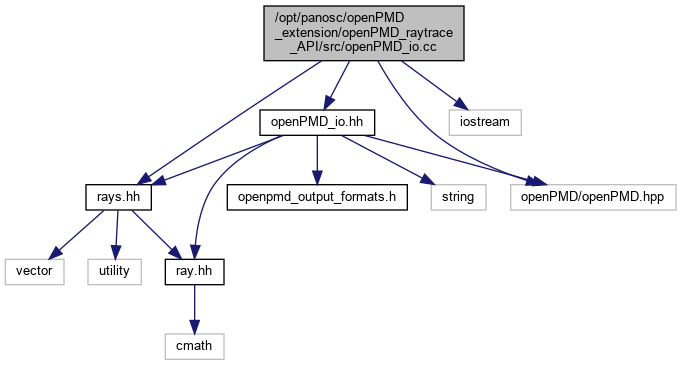 /opt/panosc/openPMD
_extension/openPMD_raytrace
_API/src/openPMD_io.cc
openPMD_io.hh
iostream
rays.hh
openpmd_output_formats.h
string
openPMD/openPMD.hpp
vector
utility
ray.hh
cmath